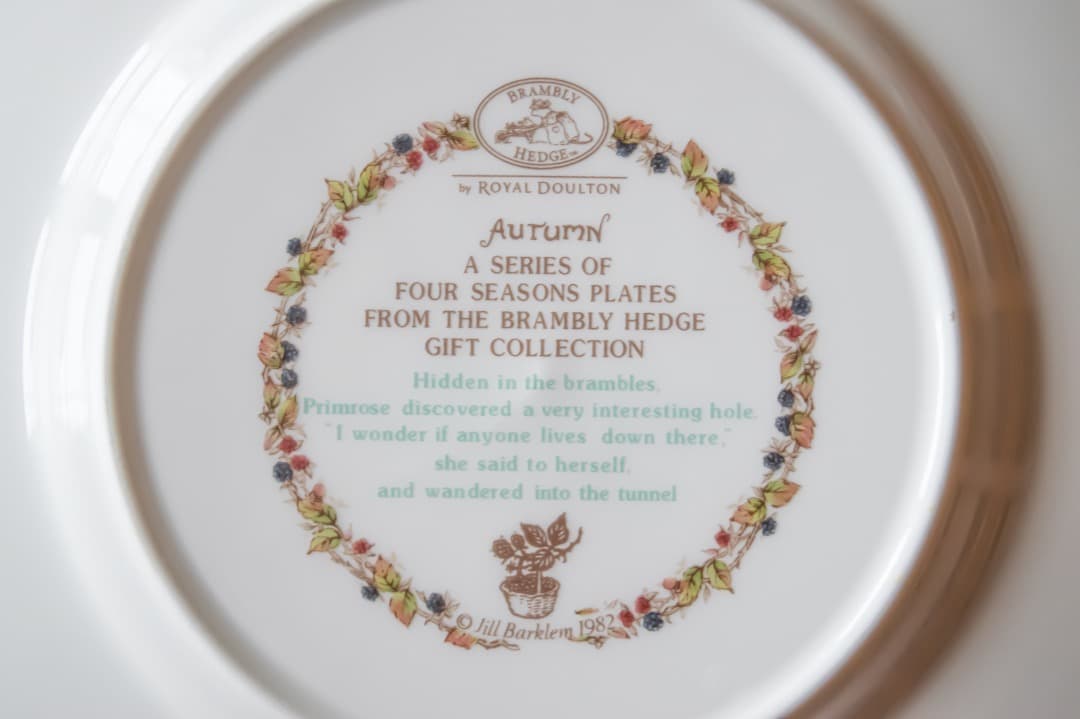 BRAMBLY
HEDGE™
by ROYAL DOULTON
AUTUMN
A SERIES OF
FOUR SEASONS PLATES
FROM THE BRAMBLY HEDGE
GIFT COLLECTION
Hidden in the brambles,
Primrose discovered a very interesting hole.
"I wonder if anyone lives down there,"
she said to herself,
and wandered into the tunnel
© Jill Barklem 1982